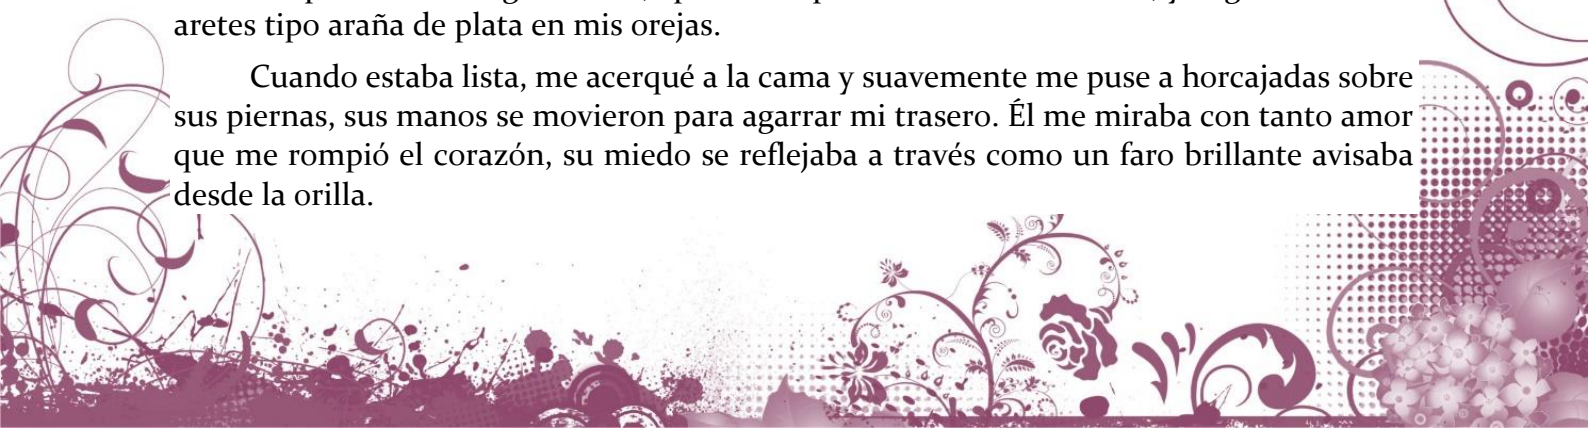 aretes tipo araña de plata en mis orejas.
Cuando estaba lista, me acerqué a la cama y suavemente me puse a horcajadas sobre
sus piernas, sus manos se movieron para agarrar mi trasero. Él me miraba con tanto amor
que me rompió el corazón, su miedo se reflejaba a través como un faro brillante avisaba
desde la orilla.